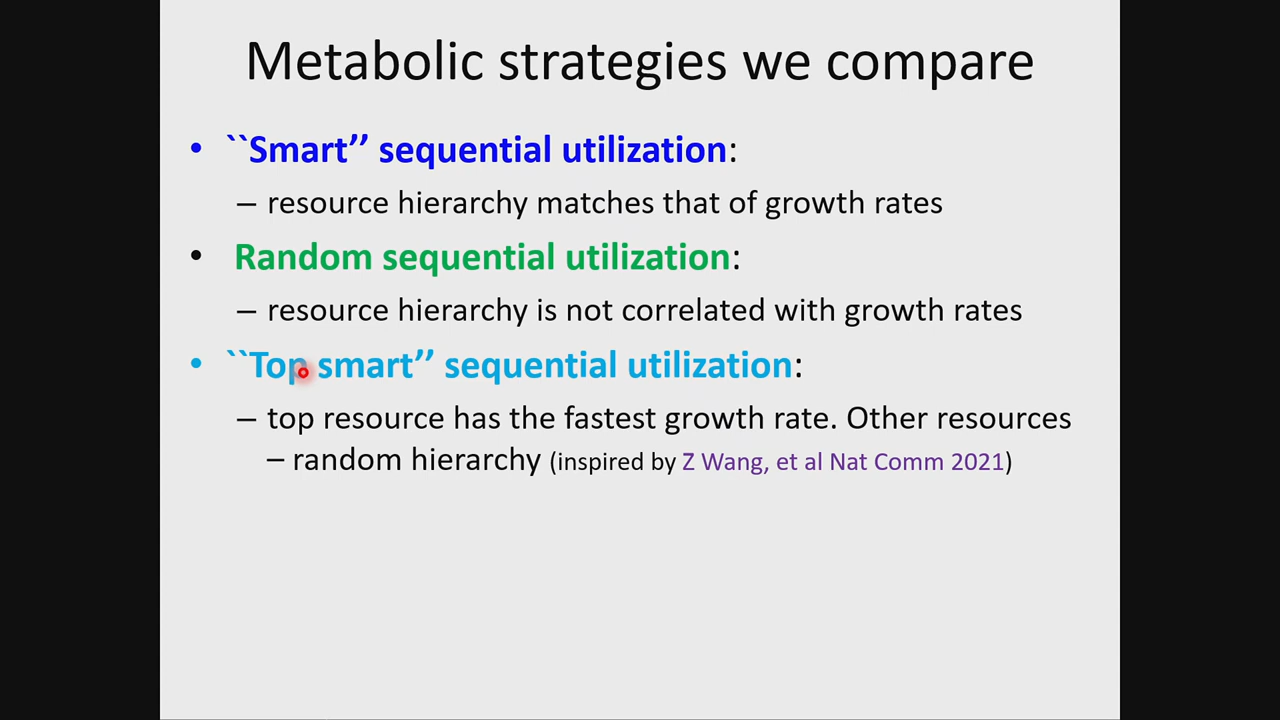 Metabolic strategies we compare
• ``Smart’’ sequential utilization:
– resource hierarchy matches that of growth rates
• Random sequential utilization:
– resource hierarchy is not correlated with growth rates
• ``Top smart’’ sequential utilization:
– top resource has the fastest growth rate. Other resources
– random hierarchy (inspired by Z Wang, et al Nat Comm 2021)